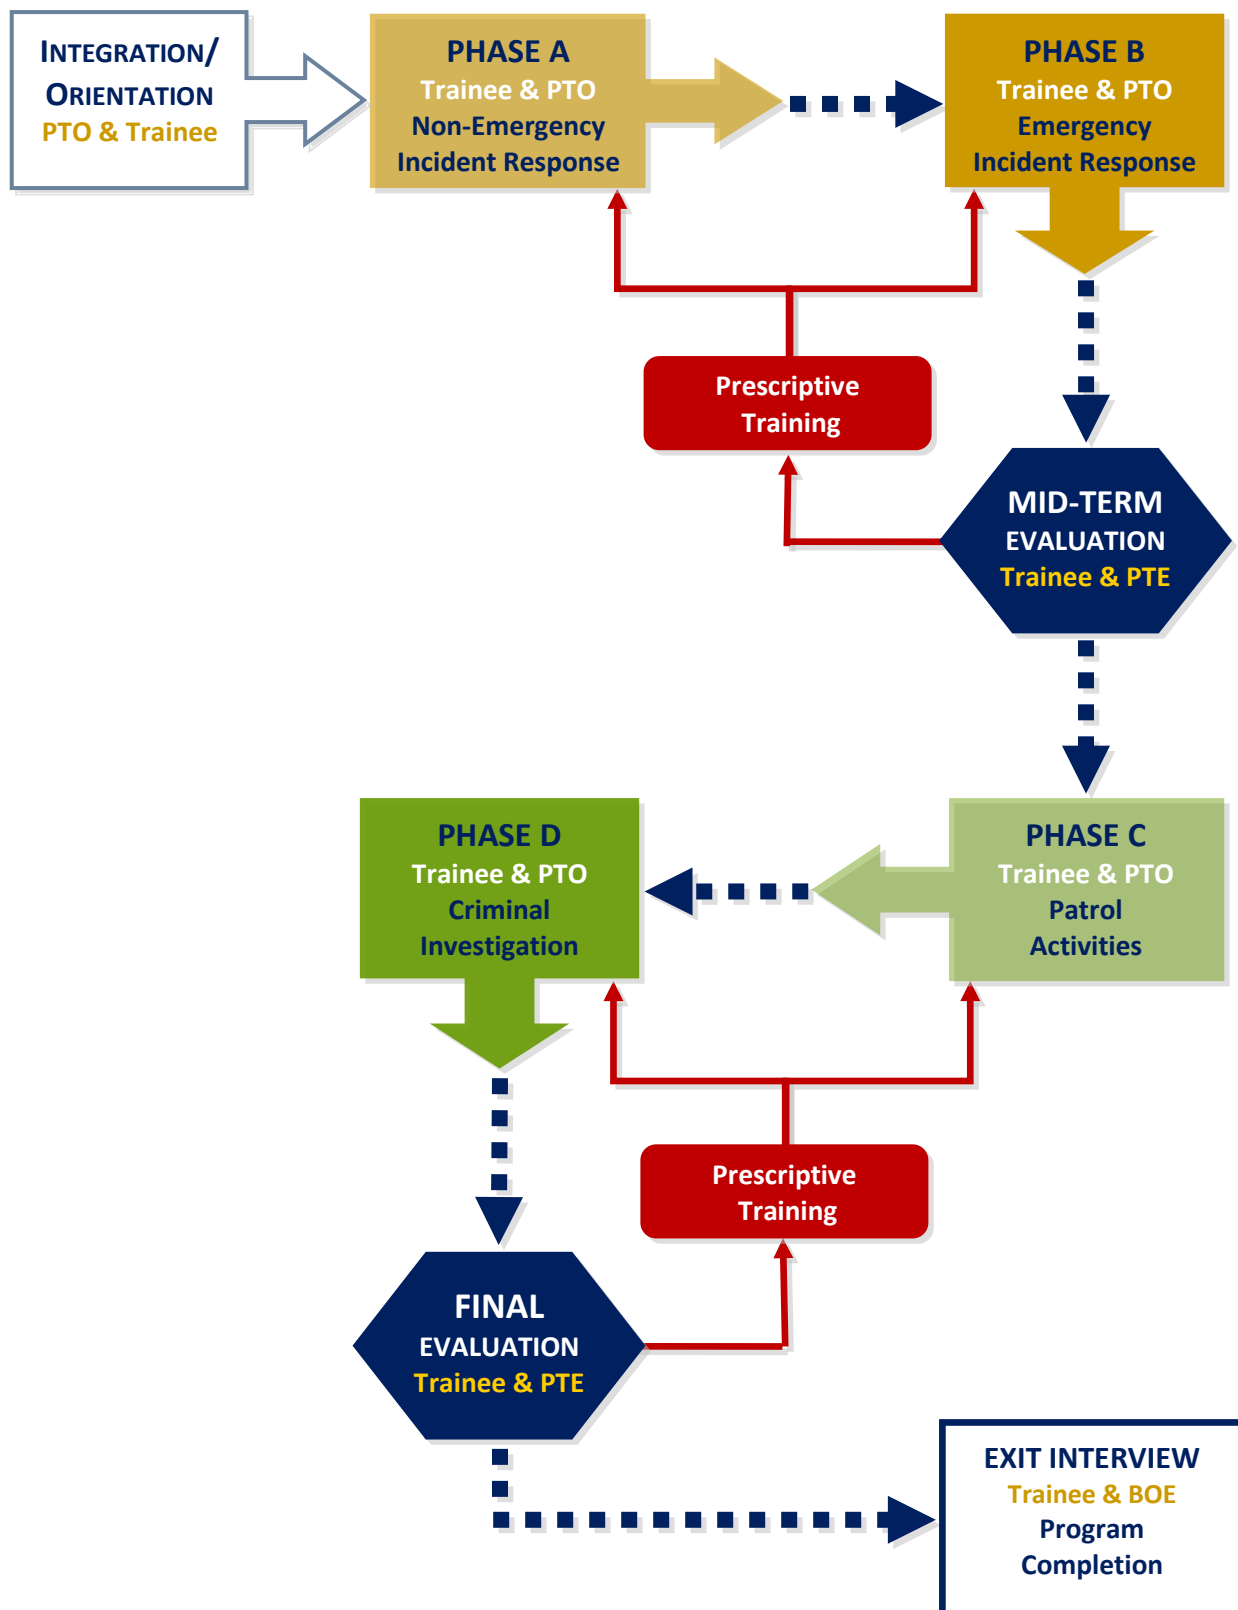 INTEGRATION/
ORIENTATION
PTO & Trainee
PHASE A
Trainee & PTO
Non-Emergency
Incident Response
PHASE B
Trainee & PTO
Emergency
Incident Response
Prescriptive
Training
MID-TERM
EVALUATION
Trainee & PTE
PHASE D
Trainee & PTO
Criminal
Investigation
PHASE C
Trainee & PTO
Patrol
Activities
Prescriptive
Training
FINAL
EVALUATION
Trainee & PTE
EXIT INTERVIEW
Trainee & BOE
Program
Completion